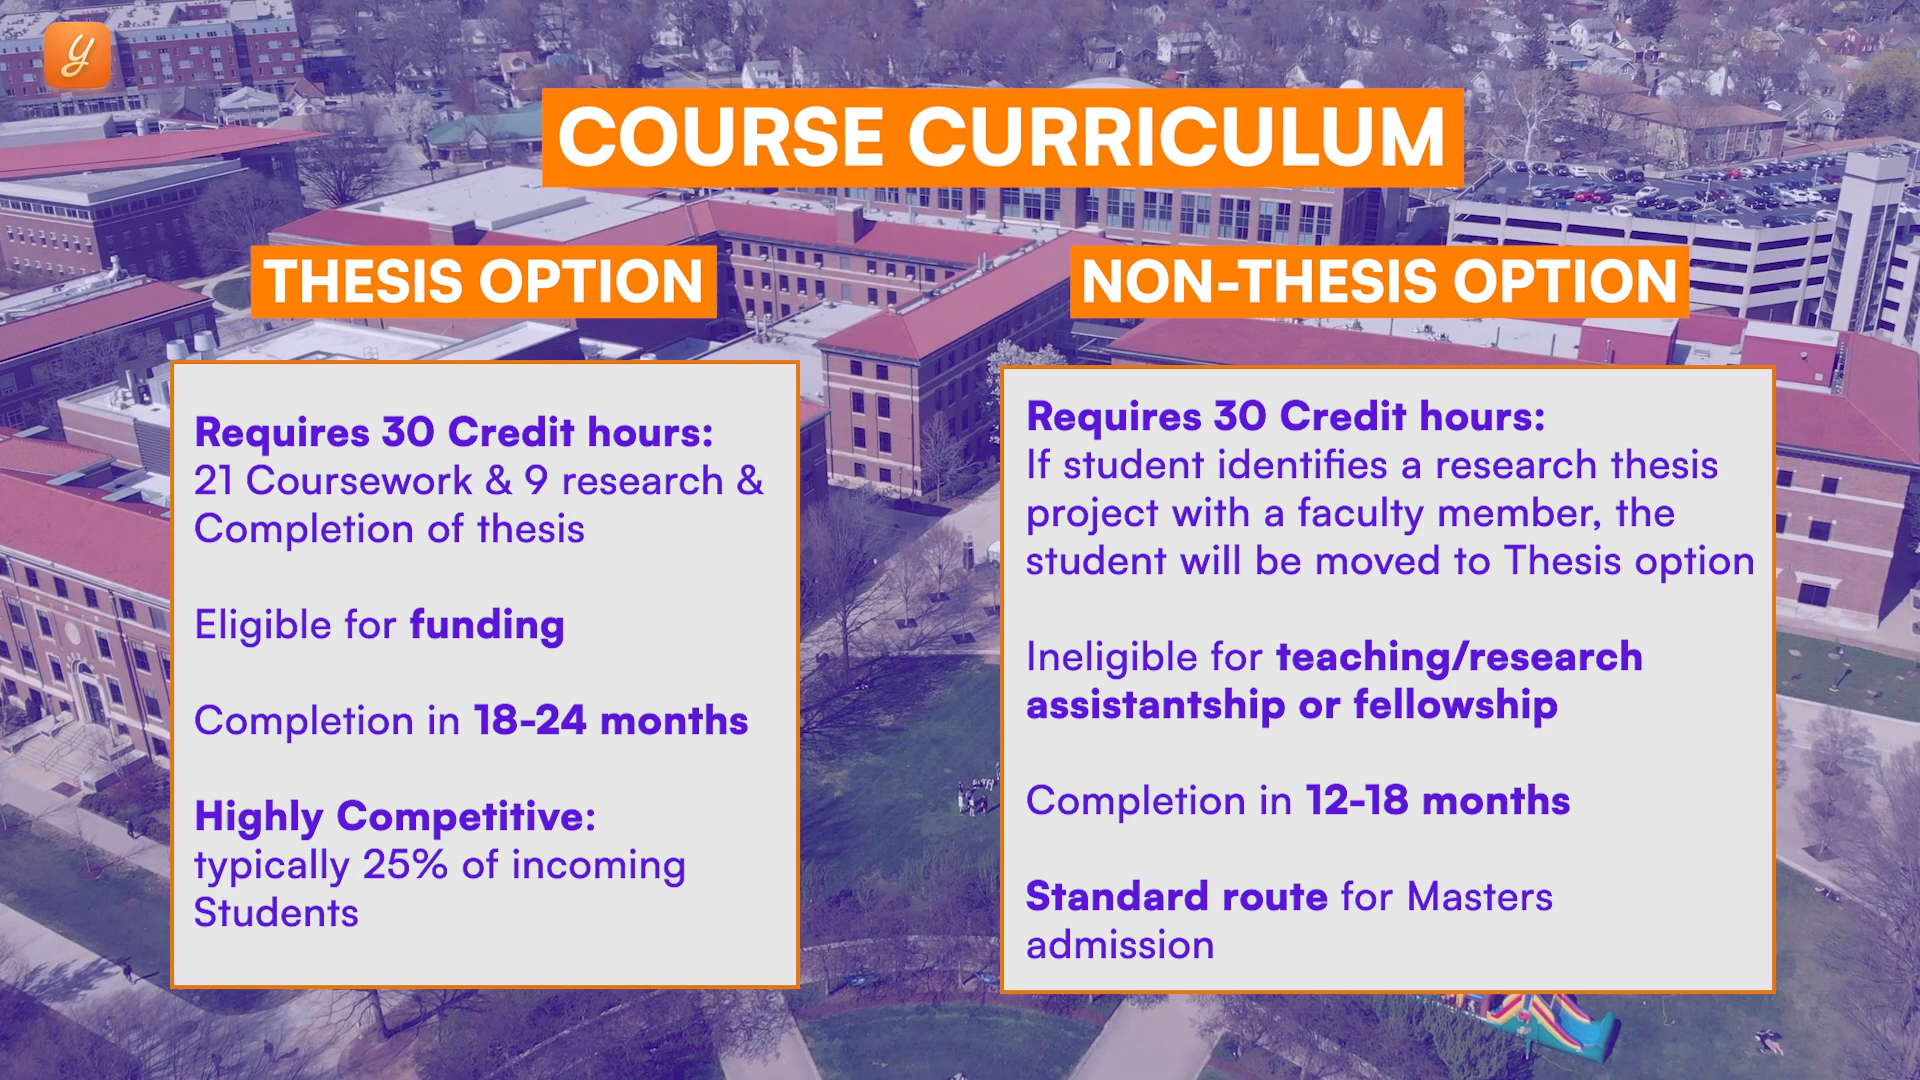 y
COURSE CURRICULUM
THESIS OPTION
Requires 30 Credit hours:
21 Coursework & 9 research &
Completion of thesis
Eligible for funding
Completion in 18-24 months
Highly Competitive:
typically 25% of incoming
Students
NON-THESIS OPTION
Requires 30 Credit hours:
If student identifies a research thesis
project with a faculty member, the
student will be moved to Thesis option
Ineligible for teaching/research
assistantship or fellowship
Completion in 12-18 months
Standard route for Masters
admission